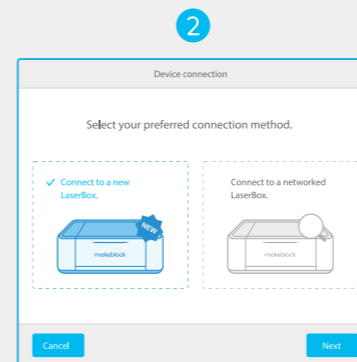 2
Device connection
Select your preferred connection method.
Connect to a new
LaserBox.
NEW
makeblock
Connect to a networked
LaserBox.
makeblock
Cancel
Next